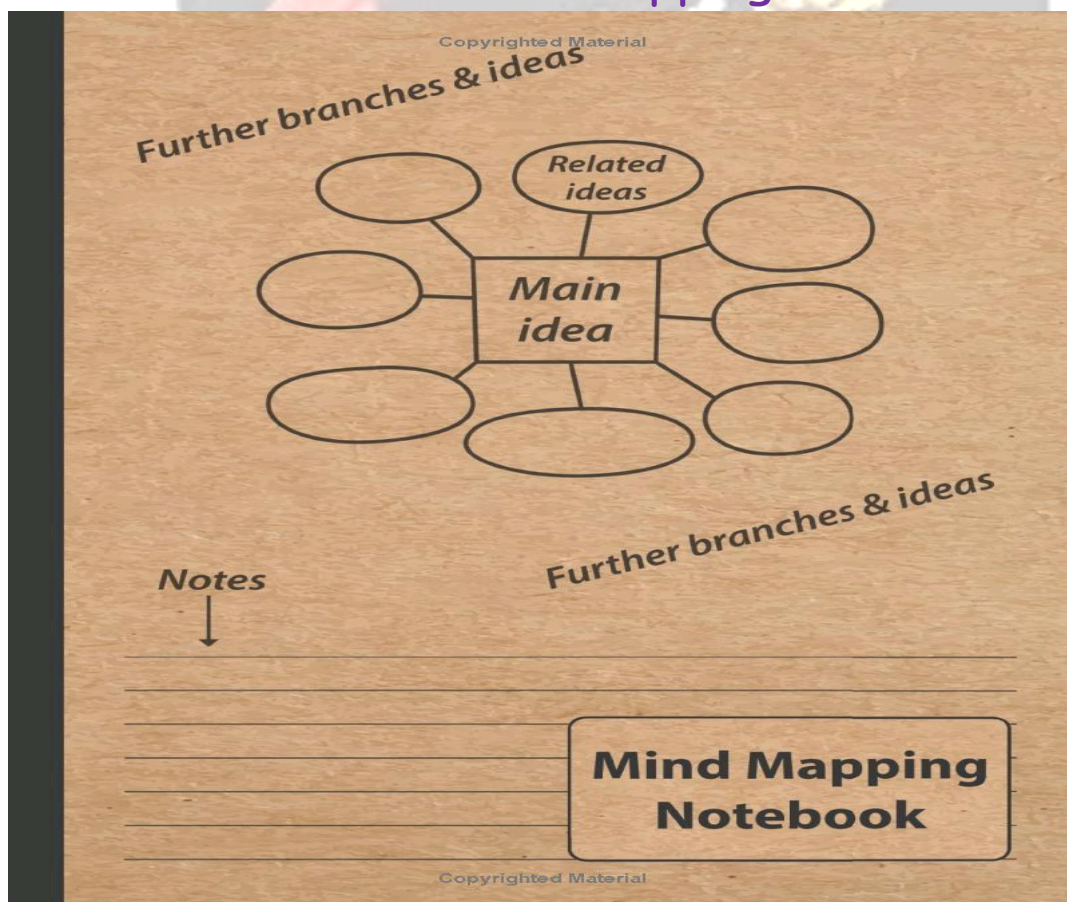 Copyrighted Material
Further branches & ideas
Related
ideas
Main
idea
Further branches & ideas
Notes
Mind Mapping
Notebook
Copyrighted Material